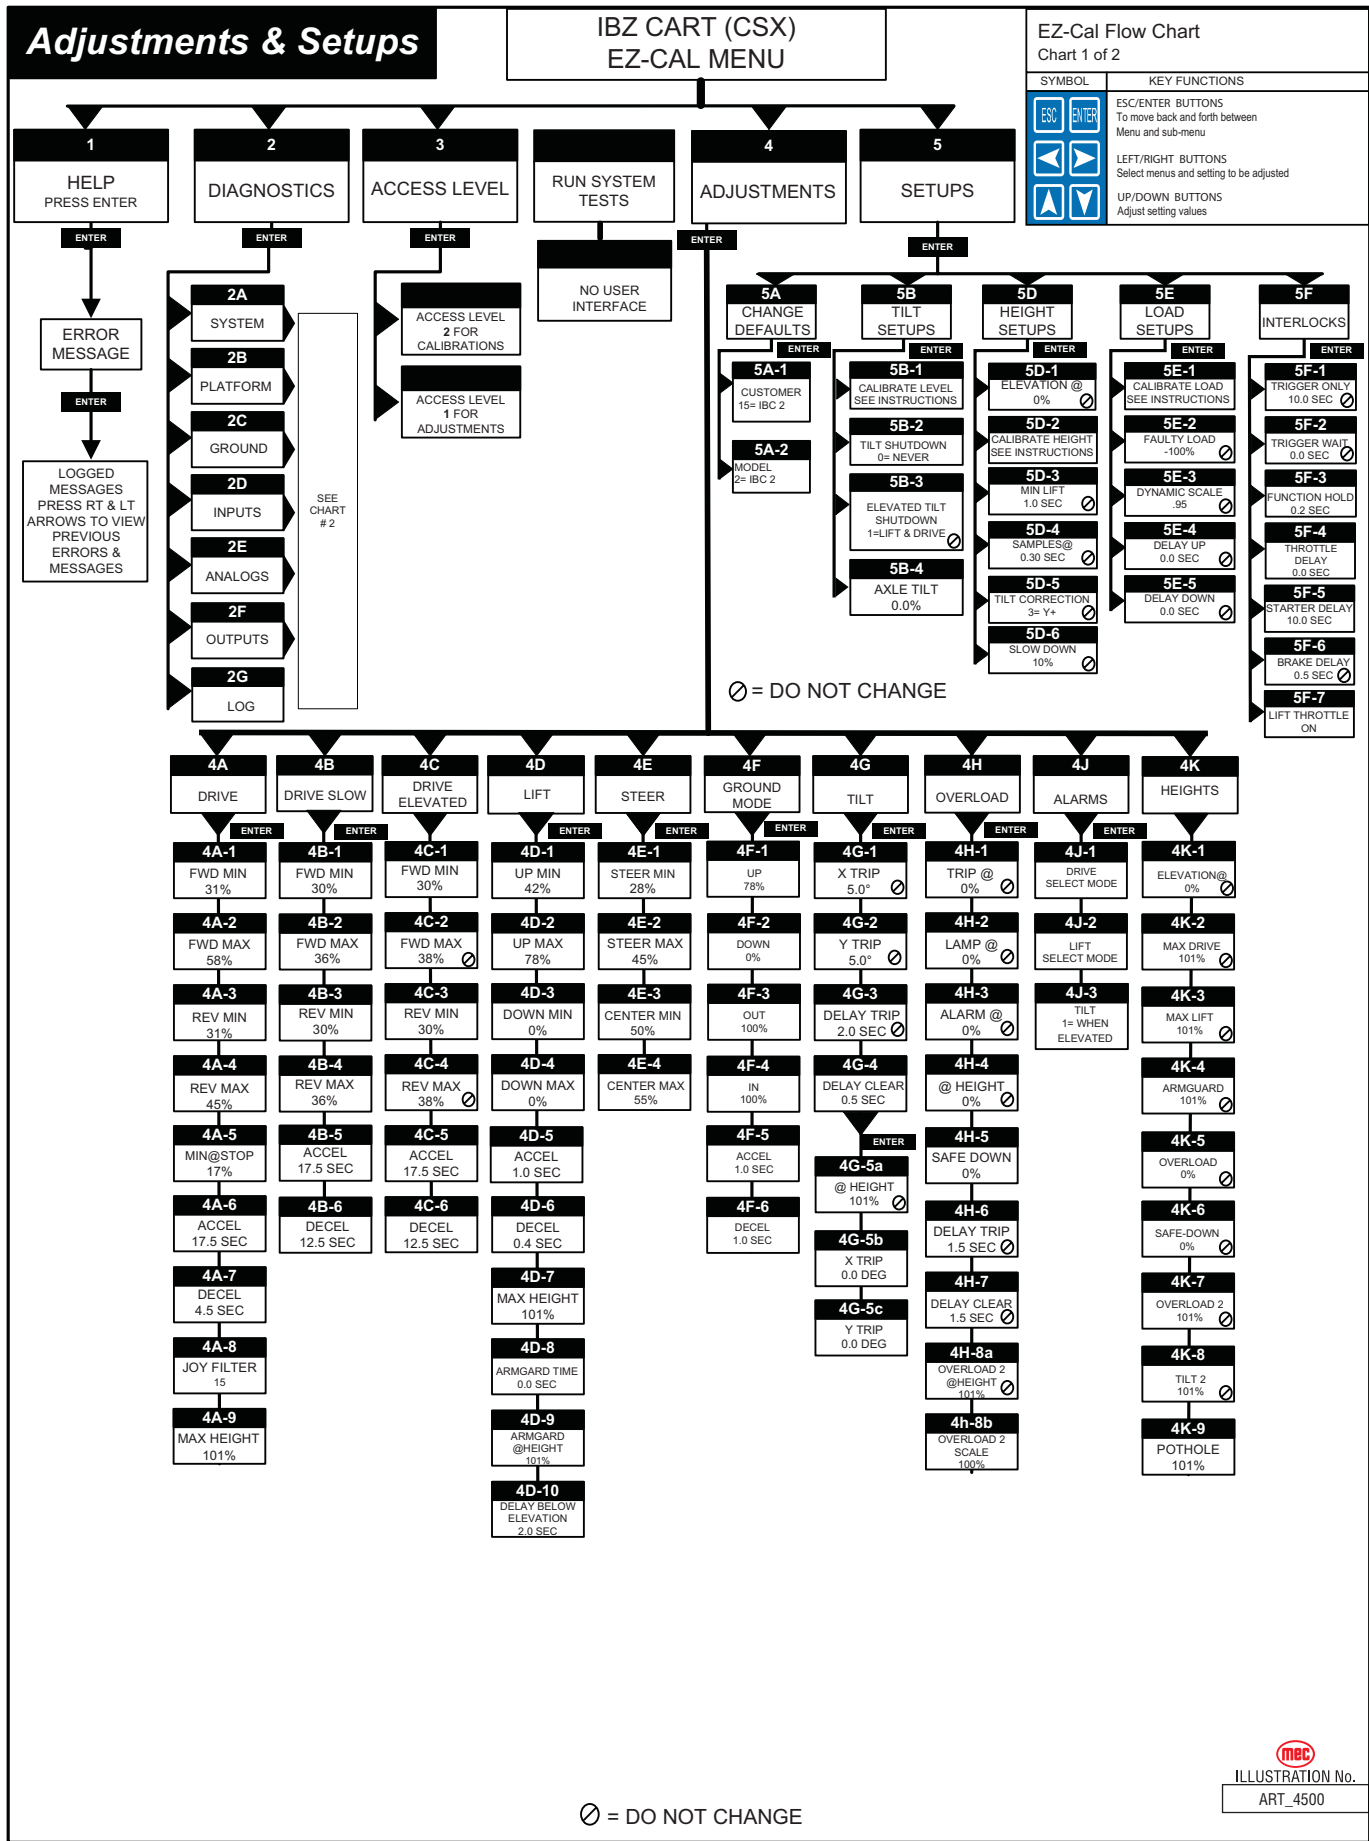 Adjustments & Setups
IBZ CART (CSX)
EZ-CAL MENU
EZ-Cal Flow Chart
Chart 1 of 2
SYMBOL
KEY FUNCTIONS
ESC
ENTER
ESC/ENTER BUTTONS
To move back and forth between
Menu and sub-menu
LEFT/RIGHT BUTTONS
Select menus and setting to be adjusted
UP/DOWN BUTTONS
Adjust setting values
1
HELP
PRESS ENTER
ENTER
ERROR
MESSAGE
ENTER
LOGGED
MESSAGES
PRESS RT & LT
ARROWS TO VIEW
PREVIOUS
ERRORS &
MESSAGES
2
DIAGNOSTICS
ENTER
2A
SYSTEM
2B
PLATFORM
2C
GROUND
2D
INPUTS
2E
ANALOGS
2F
OUTPUTS
2G
LOG
SEE
CHART
# 2
3
ACCESS LEVEL
ENTER
ACCESS LEVEL
2 FOR
CALIBRATIONS
ACCESS LEVEL
1 FOR
ADJUSTMENTS
RUN SYSTEM
TESTS
NO USER
INTERFACE
4
ADJUSTMENTS
ENTER
5
SETUPS
ENTER
5A
CHANGE
DEFAULTS
ENTER
5A-1
CUSTOMER
15= IBC 2
5A-2
MODEL
2= IBC 2
5B
TILT
SETUPS
ENTER
5B-1
CALIBRATE LEVEL
SEE INSTRUCTIONS
5B-2
TILT SHUTDOWN
0= NEVER
5B-3
ELEVATED TILT
SHUTDOWN
1=LIFT & DRIVE
5B-4
AXLE TILT
0.0%
5D
HEIGHT
SETUPS
ENTER
5D-1
ELEVATION @
0%
5D-2
CALIBRATE HEIGHT
SEE INSTRUCTIONS
5D-3
MIN LIFT
1.0 SEC
5D-4
SAMPLES@
0.30 SEC
5D-5
TILT CORRECTION
3= Y+
5D-6
SLOW DOWN
10%
5E
LOAD
SETUPS
ENTER
5E-1
CALIBRATE LOAD
SEE INSTRUCTIONS
5E-2
FAULTY LOAD
-100%
5E-3
DYNAMIC SCALE
.95
5E-4
DELAY UP
0.0 SEC
5E-5
DELAY DOWN
0.0 SEC
5F
INTERLOCKS
ENTER
5F-1
TRIGGER ONLY
10.0 SEC
5F-2
TRIGGER WAIT
0.0 SEC
5F-3
FUNCTION HOLD
0.2 SEC
5F-4
THROTTLE
DELAY
0.0 SEC
5F-5
STARTER DELAY
10.0 SEC
5F-6
BRAKE DELAY
0.5 SEC
5F-7
LIFT THROTTLE
ON
= DO NOT CHANGE
4A
DRIVE
ENTER
4A-1
FWD MIN
31%
4A-2
FWD MAX
58%
4A-3
REV MIN
31%
4A-4
REV MAX
45%
4A-5
MIN@STOP
17%
4A-6
ACCEL
17.5 SEC
4A-7
DECEL
4.5 SEC
4A-8
JOY FILTER
15
4A-9
MAX HEIGHT
101%
4B
DRIVE SLOW
ENTER
4B-1
FWD MIN
30%
4B-2
FWD MAX
36%
4B-3
REV MIN
30%
4B-4
REV MAX
36%
4B-5
ACCEL
17.5 SEC
4B-6
DECEL
12.5 SEC
4C
DRIVE
ELEVATED
4C-1
FWD MIN
30%
4C-2
FWD MAX
38%
4C-3
REV MIN
30%
4C-4
REV MAX
38%
4C-5
ACCEL
17.5 SEC
4C-6
DECEL
12.5 SEC
4D
LIFT
ENTER
4D-1
UP MIN
42%
4D-2
UP MAX
78%
4D-3
DOWN MIN
0%
4D-4
DOWN MAX
0%
4D-5
ACCEL
1.0 SEC
4D-6
DECEL
0.4 SEC
4D-7
MAX HEIGHT
101%
4D-8
ARMGARD TIME
0.0 SEC
4D-9
ARMGARD
@HEIGHT
101%
4D-10
DELAY BELOW
ELEVATION
2.0 SEC
4E
STEER
ENTER
4E-1
STEER MIN
28%
4E-2
STEER MAX
45%
4E-3
CENTER MIN
50%
4E-4
CENTER MAX
55%
4F
GROUND
MODE
ENTER
4F-1
UP
78%
4F-2
DOWN
0%
4F-3
OUT
100%
4F-4
IN
100%
4F-5
ACCEL
1.0 SEC
4F-6
DECEL
1.0 SEC
4G
TILT
ENTER
4G-1
X TRIP
5.0°
4G-2
Y TRIP
5.0°
4G-3
DELAY TRIP
2.0 SEC
4G-4
DELAY CLEAR
0.5 SEC
ENTER
4G-5a
@ HEIGHT
101%
4G-5b
X TRIP
0.0 DEG
4G-5c
Y TRIP
0.0 DEG
4H
OVERLOAD
ENTER
4H-1
TRIP @
0%
4H-2
LAMP @
0%
4H-3
ALARM @
0%
4H-4
@ HEIGHT
0%
4H-5
SAFE DOWN
0%
4H-6
DELAY TRIP
1.5 SEC
4H-7
DELAY CLEAR
1.5 SEC
4H-8a
OVERLOAD 2
@HEIGHT
101%
4h-8b
OVERLOAD 2
SCALE
100%
4J
ALARMS
ENTER
4J-1
DRIVE
SELECT MODE
4J-2
LIFT
SELECT MODE
4J-3
TILT
1= WHEN
ELEVATED
4K
HEIGHTS
4K-1
ELEVATION@
0%
4K-2
MAX DRIVE
101%
4K-3
MAX LIFT
101%
4K-4
ARMGUARD
101%
4K-5
OVERLOAD
0%
4K-6
SAFE-DOWN
0%
4K-7
OVERLOAD 2
101%
4K-8
TILT 2
101%
4K-9
POTHOLE
101%
mec
ILLUSTRATION No.
ART_4500
= DO NOT CHANGE